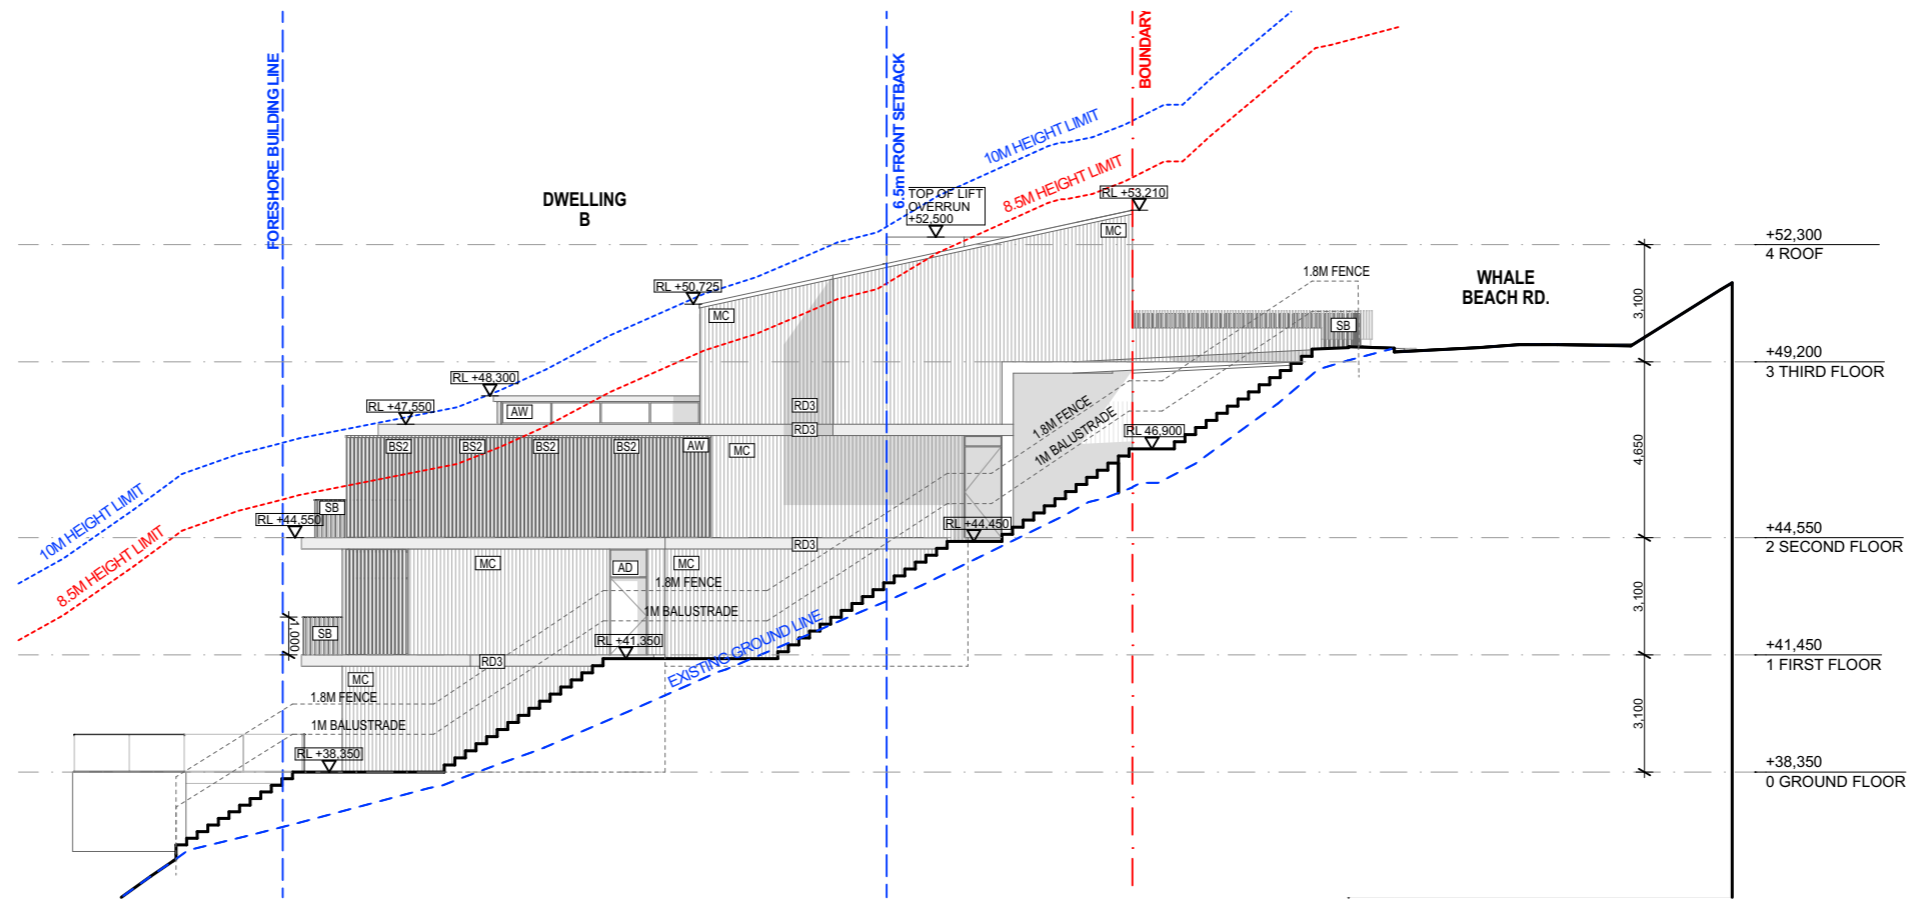 FORESHORE BUILDING LINE
6.5m FRONT SETBACK
BOUNDARY
10M HEIGHT LIMIT
8.5M HEIGHT LIMIT
DWELLING
B
TOP OF LIFT
OVERRUN
+52,500
RL +53,210
MC
+52,300
4 ROOF
WHALE
BEACH RD.
1.8M FENCE
RL +50,725
MC
3,100
SB
+49,200
3 THIRD FLOOR
RL +48,300
RL +47,550
AW
RD3
RD3
1.8M FENCE
1M BALUSTRADE
RL 46,900
BS2
BS2
BS2
BS2
AW
MC
4,650
10M HEIGHT LIMIT
8.5M HEIGHT LIMIT
SB
RL +44,550
RL +44,450
RD3
+44,550
2 SECOND FLOOR
MC
AD
MC
1.8M FENCE
1M BALUSTRADE
3,100
1,000
SB
RL +41,350
EXISTING GROUND LINE
RD3
+41,450
1 FIRST FLOOR
MC
1.8M FENCE
1M BALUSTRADE
3,100
RL +38,350
+38,350
0 GROUND FLOOR